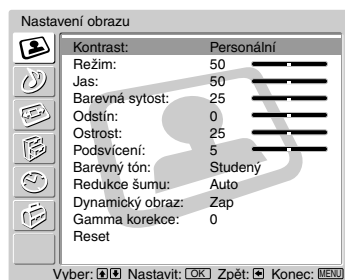 Nastavení obrazu
Kontrast: Personální
Režim: 50
Jas: 50
Barevná sytost: 25
Odstín: 0
Ostrost: 25
Podsvícení: 5
Barevný tón: Studený
Redukce šumu: Auto
Dynamický obraz: Zap
Gamma korekce: 0
Reset
Vyber: Nastavit: OK Zpět: Konec: MENU